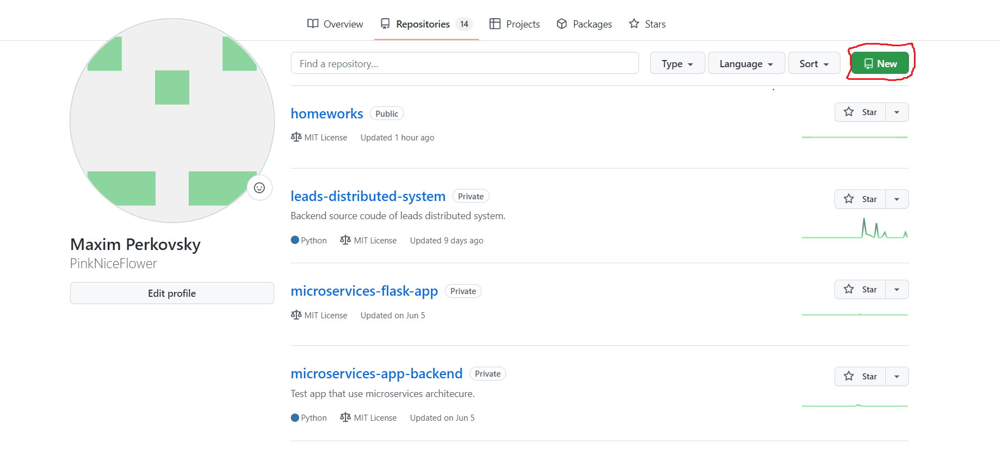 Overview Repositories 14 Projects Packages Stars
Find a repository... Type Language Sort New
homeworks Public Star
MIT License Updated 1 hour ago
leads-distributed-system Private Star
Backend source coude of leads distributed system.
Python MIT License Updated 9 days ago
Maxim Perkovsky
PinkNiceFlower
Edit profile
microservices-flask-app Private Star
MIT License Updated on Jun 5
microservices-app-backend Private Star
Test app that use microservices architecure.
Python MIT License Updated on Jun 5